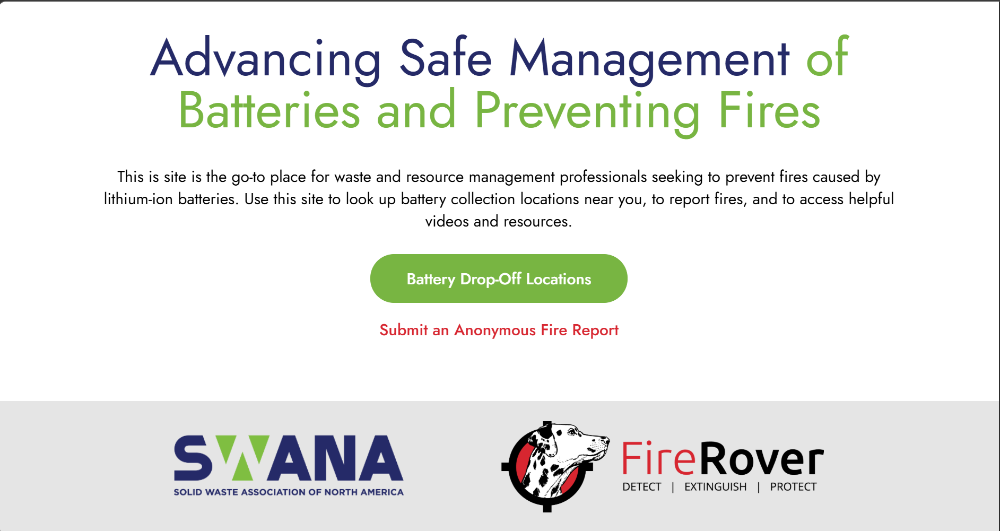 Advancing Safe Management of
Batteries and Preventing Fires
This is site is the go-to place for waste and resource management professionals seeking to prevent fires caused by
lithium-ion batteries. Use this site to look up battery collection locations near you, to report fires, and to access helpful
videos and resources.
Battery Drop-Off Locations
Submit an Anonymous Fire Report
SWANA
SOLID WASTE ASSOCIATION OF NORTH AMERICA
FireRover
DETECT | EXTINGUISH | PROTECT